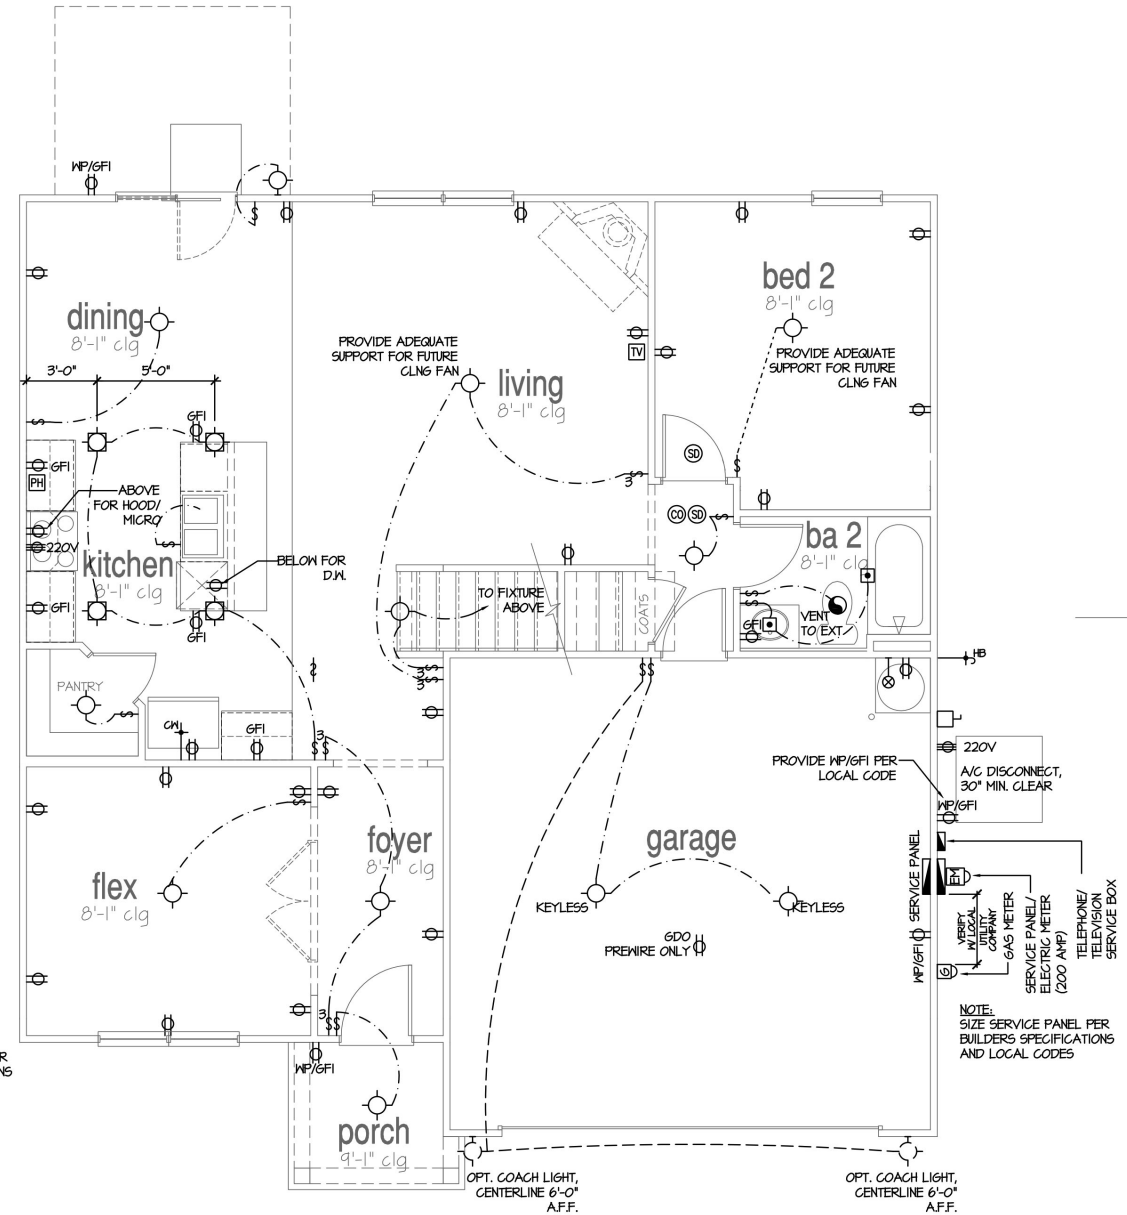 WP/GFI
dining
8'-1" clg
3'-0"
5'-0"
GFI
GFI
PH
ABOVE
FOR HOOD/
MICRO
220V
kitchen
8'-1" clg
BELOW FOR
D.W.
GFI
GFI
PROVIDE ADEQUATE
SUPPORT FOR FUTURE
CLNG FAN
living
8'-1" clg
TV
3
bed 2
8'-1" clg
PROVIDE ADEQUATE
SUPPORT FOR FUTURE
CLNG FAN
SD
CO
SD
ba 2
8'-1" clg
TO FIXTURE
ABOVE
COATS
GFI
VENT
TO EXT
3
3
HB
PANTRY
CW
GFI
3
220V
A/C DISCONNECT,
30" MIN. CLEAR
PROVIDE WP/GFI PER
LOCAL CODE
WP/GFI
flex
8'-1" clg
foyer
8'-1" clg
3
garage
KEYLESS
KEYLESS
GDO
PREWIRE ONLY
SERVICE PANEL
EM
WP/GFI
VERIFY
W/ LOCAL
UTILITY
COMPANY
G
GAS METER
SERVICE PANEL/
ELECTRIC METER
(200 AMP)
TELEPHONE/
TELEVISION
SERVICE BOX
NOTE:
SIZE SERVICE PANEL PER
BUILDERS SPECIFICATIONS
AND LOCAL CODES
R
NS
WP/GFI
porch
9'-1" clg
OPT. COACH LIGHT,
CENTERLINE 6'-0"
A.F.F.
OPT. COACH LIGHT,
CENTERLINE 6'-0"
A.F.F.